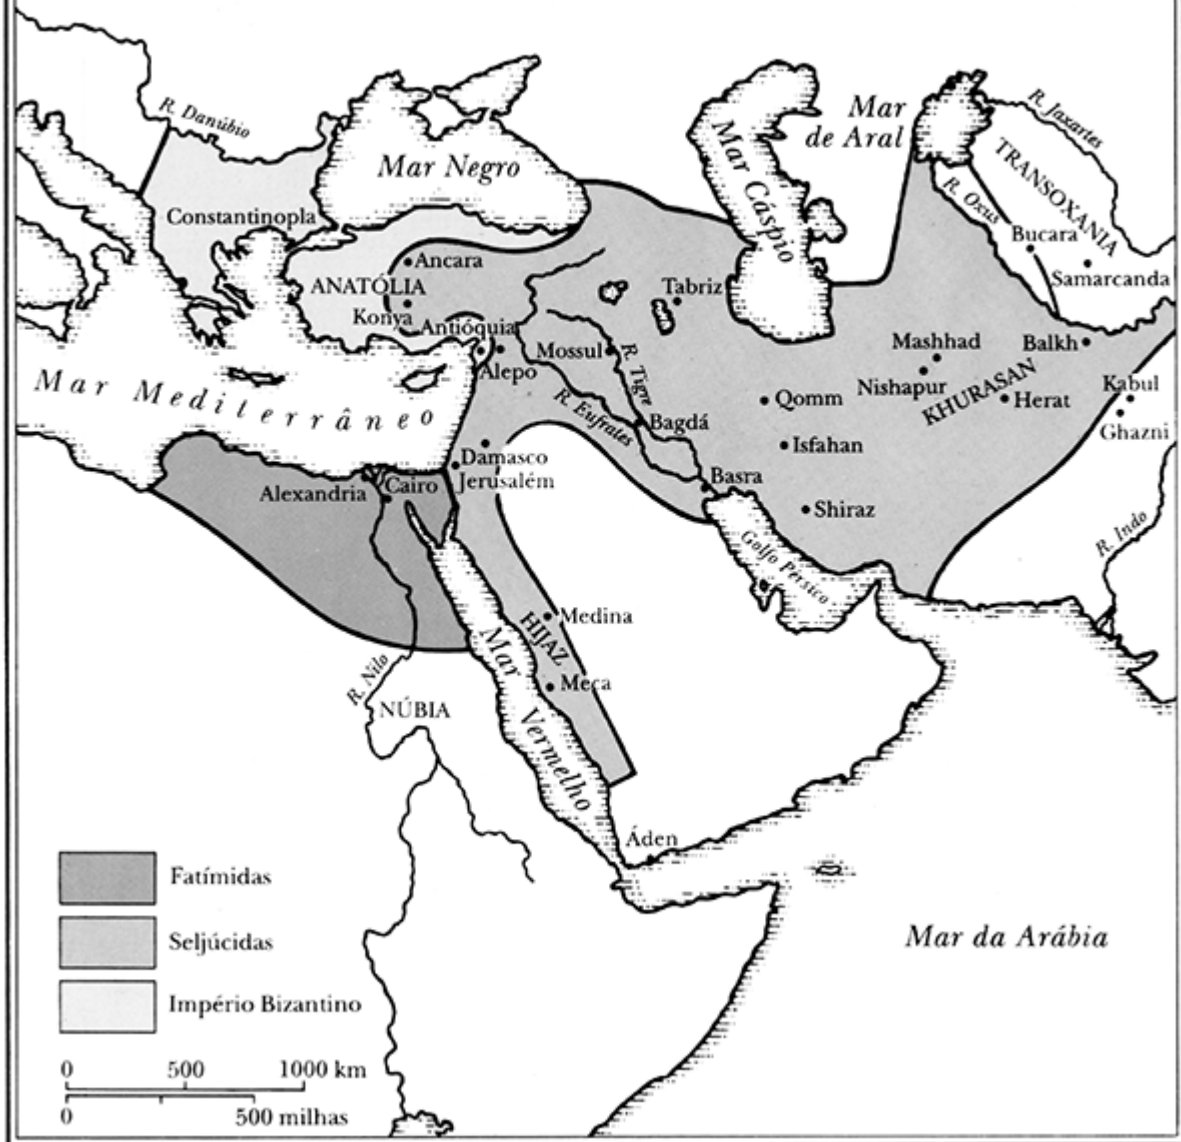 R. Danúbio
Mar Negro
Mar Cáspio
Mar
de Aral
R. Jaxartes
TRANSOXANIA
R. Oxus
Bucara
Samarcanda
Constantinopla
Ancara
ANATÓLIA
Konya
Antióquia
Alepo
Tabriz
Mossul
R. Tigre
R. Eufrates
Bagdá
Mashhad
Nishapur
KHURASAN
Balkh
Herat
Kabul
Ghazni
Qomm
Isfahan
Shiraz
Basra
Golfo Pérsico
R. Indo
Mar Mediterrâneo
Damasco
Jerusalém
Alexandria
Cairo
Medina
HIJAZ
Meca
Mar
Vermelho
R. Nilo
NÚBIA
Áden
Mar da Arábia
Fatímidas
Seljúcidas
Império Bizantino
0 500 1000 km
0 500 milhas